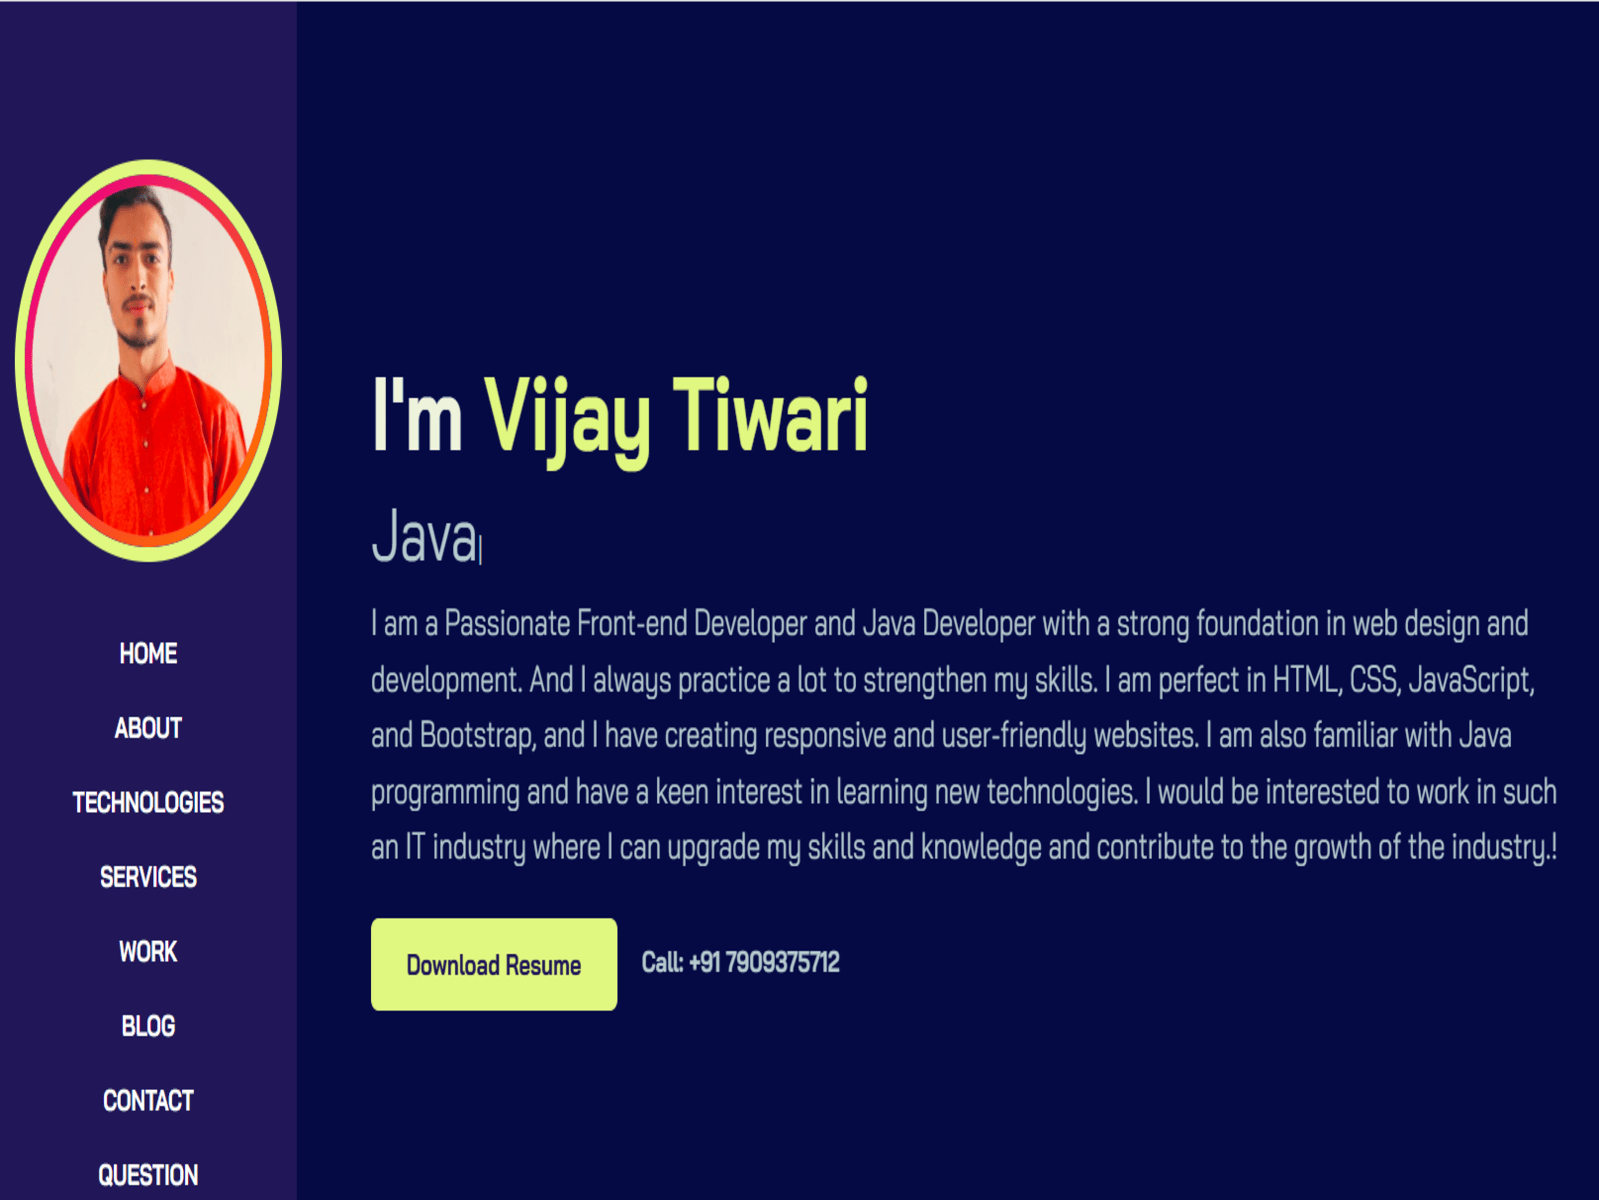 HOME
ABOUT
TECHNOLOGIES
SERVICES
WORK
BLOG
CONTACT
QUESTION
I'm Vijay Tiwari
Java
I am a Passionate Front-end Developer and Java Developer with a strong foundation in web design and
development. And I always practice a lot to strengthen my skills. I am perfect in HTML, CSS, JavaScript,
and Bootstrap, and I have creating responsive and user-friendly websites. I am also familiar with Java
programming and have a keen interest in learning new technologies. I would be interested to work in such
an IT industry where I can upgrade my skills and knowledge and contribute to the growth of the industry.!
Download Resume
Call: +91 7909375712